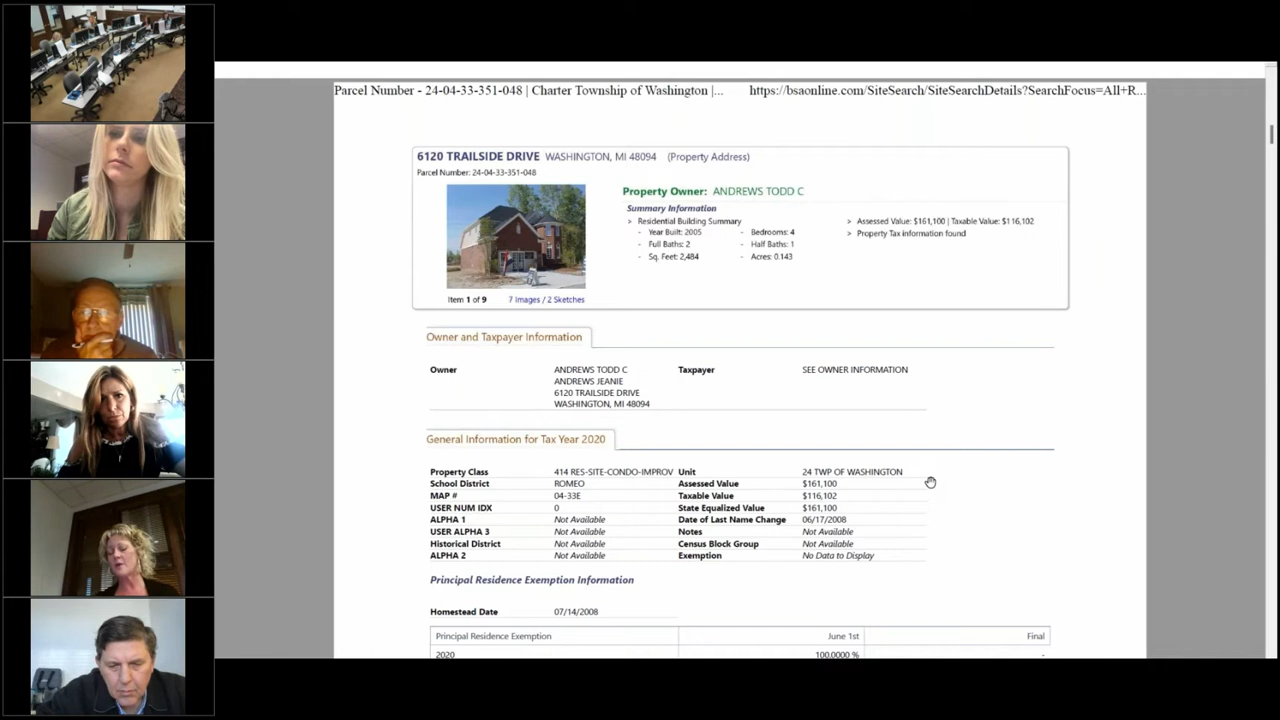 Parcel Number - 24-04-33-351-048 | Charter Township of Washington |... https://bsaonline.com/SiteSearch/SiteSearchDetails?SearchFocus=All+R...
6120 TRAILSIDE DRIVE WASHINGTON, MI 48094 (Property Address)
Parcel Number: 24-04-33-351-048
Property Owner: ANDREWS TODD C
Summary Information
> Residential Building Summary
- Year Built: 2005 - Bedrooms: 4
- Full Baths: 2 - Half Baths: 1
- Sq. Feet: 2,484 - Acres: 0.143
> Assessed Value: $161,100 | Taxable Value: $116,102
> Property Tax information found
Item 1 of 9 7 Images / 2 Sketches
Owner and Taxpayer Information
Owner ANDREWS TODD C Taxpayer SEE OWNER INFORMATION
ANDREWS JEANIE
6120 TRAILSIDE DRIVE
WASHINGTON, MI 48094
General Information for Tax Year 2020
Property Class 414 RES-SITE-CONDO-IMPROV Unit 24 TWP OF WASHINGTON
School District ROMEO Assessed Value $161,100
MAP # 04-33E Taxable Value $116,102
USER NUM IDX 0 State Equalized Value $161,100
ALPHA 1 Not Available Date of Last Name Change 06/17/2008
USER ALPHA 3 Not Available Notes Not Available
Historical District Not Available Census Block Group Not Available
ALPHA 2 Not Available Exemption No Data to Display
Principal Residence Exemption Information
Homestead Date 07/14/2008
Principal Residence Exemption June 1st Final
2020 100.0000 % -